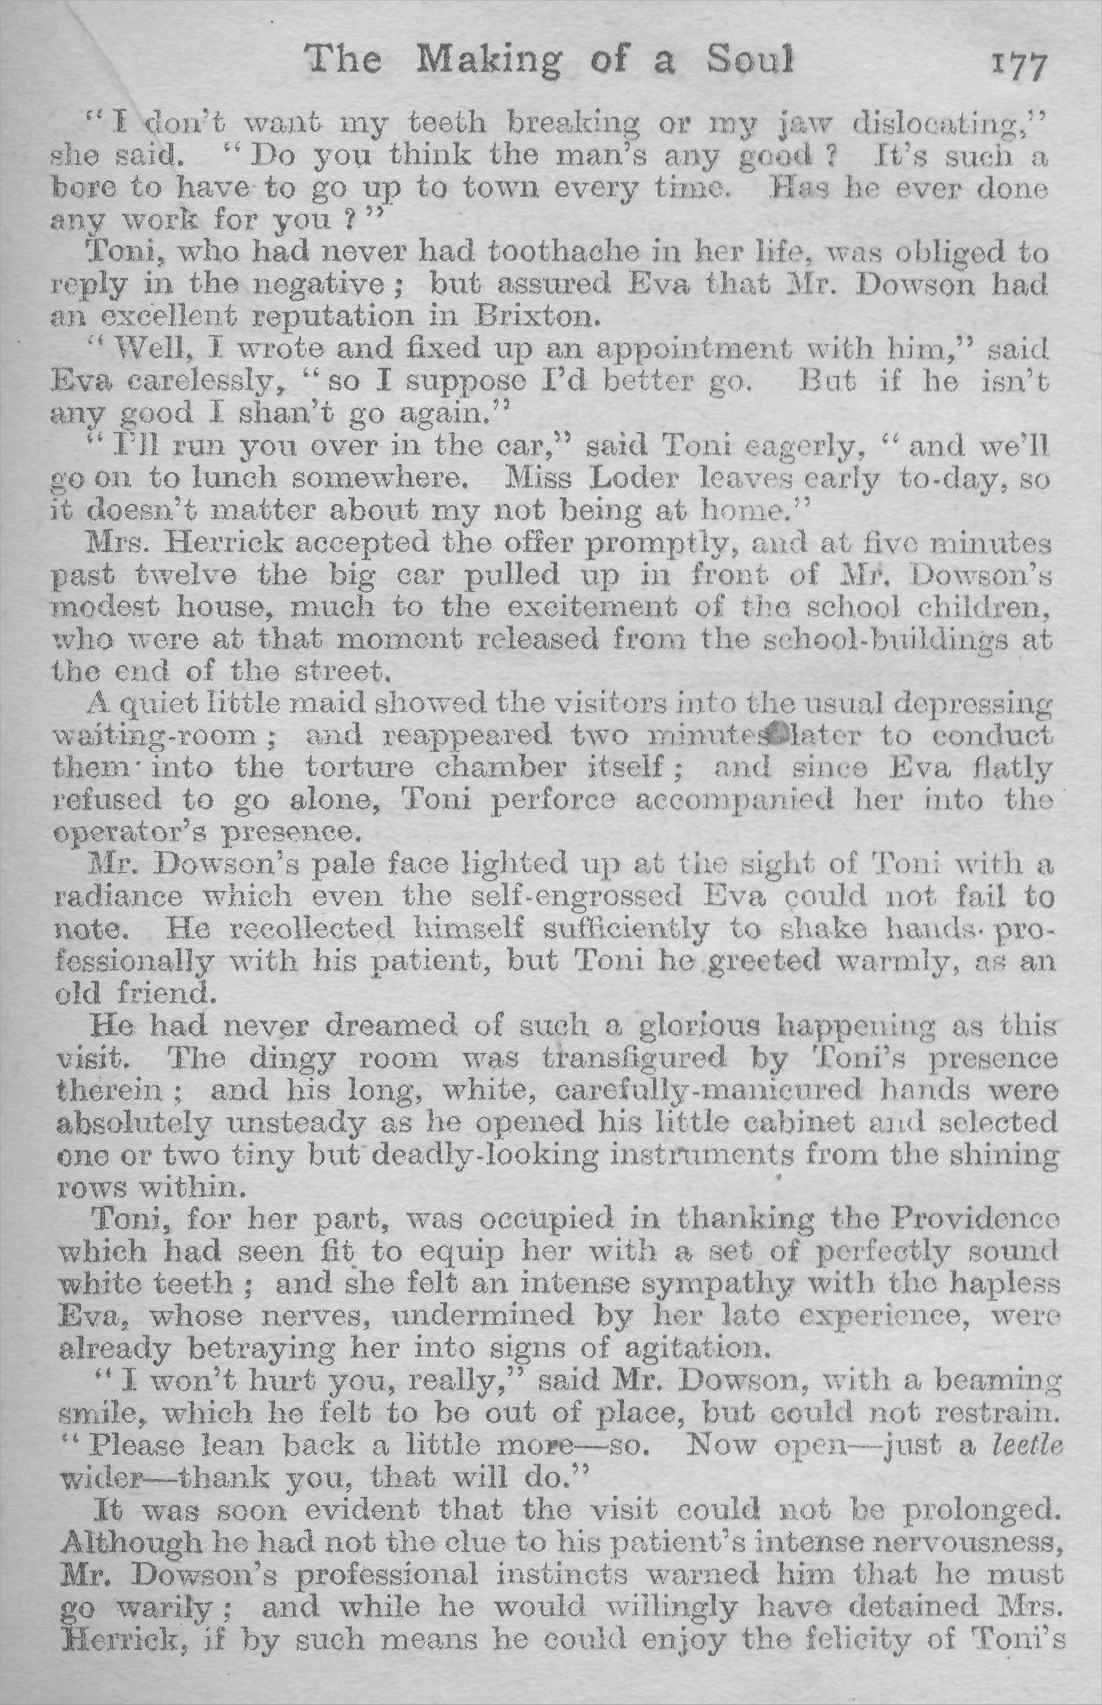 The Making of a Soul 177
“ I don’t want my teeth breaking or my jaw dislocating,”
she said. “ Do you think the man’s any good ? It’s such a
bore to have to go up to town every time. Has he ever done
any work for you ? ”
Toni, who had never had toothache in her life, was obliged to
reply in the negative ; but assured Eva that Mr. Dowson had
an excellent reputation in Brixton.
“ Well, I wrote and fixed up an appointment with him,” said
Eva carelessly, “ so I suppose I’d better go. But if he isn’t
any good I shan’t go again.”
“ I’ll run you over in the car,” said Toni eagerly, “ and we’ll
go on to lunch somewhere. Miss Loder leaves early to-day, so
it doesn’t matter about my not being at home.”
Mrs. Herrick accepted the offer promptly, and at five minutes
past twelve the big car pulled up in front of Mr. Dowson’s
modest house, much to the excitement of the school children,
who were at that moment released from the school-buildings at
the end of the street.
A quiet little maid showed the visitors into the usual depressing
waiting-room ; and reappeared two minutes later to conduct
them into the torture chamber itself ; and since Eva flatly
refused to go alone, Toni perforce accompanied her into the
operator’s presence.
Mr. Dowson’s pale face lighted up at the sight of Toni with a
radiance which even the self-engrossed Eva could not fail to
note. He recollected himself sufficiently to shake hands pro-
fessionally with his patient, but Toni he greeted warmly, as an
old friend.
He had never dreamed of such a glorious happening as this
visit. The dingy room was transfigured by Toni’s presence
therein ; and his long, white, carefully-manicured hands were
absolutely unsteady as he opened his little cabinet and selected
one or two tiny but deadly-looking instruments from the shining
rows within.
Toni, for her part, was occupied in thanking the Providence
which had seen fit to equip her with a set of perfectly sound
white teeth ; and she felt an intense sympathy with the hapless
Eva, whose nerves, undermined by her late experience, were
already betraying her into signs of agitation.
“ I won’t hurt you, really,” said Mr. Dowson, with a beaming
smile, which he felt to be out of place, but could not restrain.
“ Please lean back a little more—so. Now open—just a leetle
wider—thank you, that will do.”
It was soon evident that the visit could not be prolonged.
Although he had not the clue to his patient’s intense nervousness,
Mr. Dowson’s professional instincts warned him that he must
go warily ; and while he would willingly have detained Mrs.
Herrick, if by such means he could enjoy the felicity of Toni’s